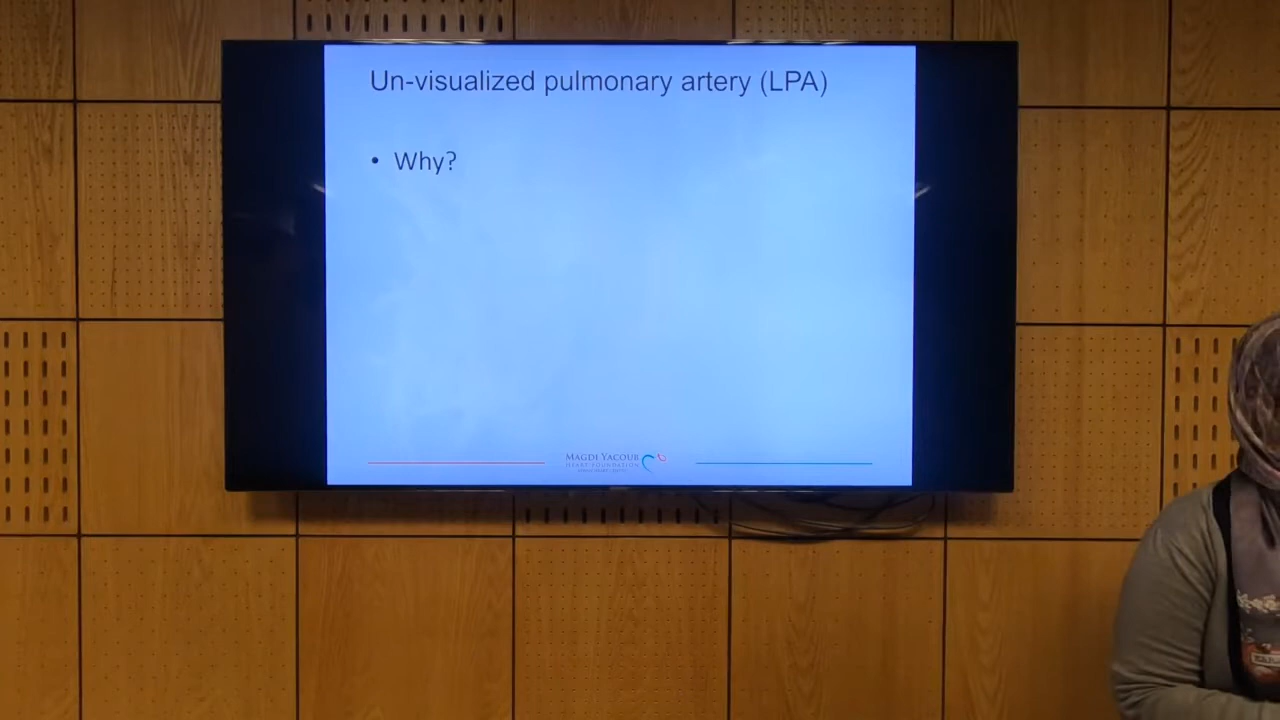 Un-visualized pulmonary artery (LPA)
• Why?
MAGDI YACOUB
HEART FOUNDATION